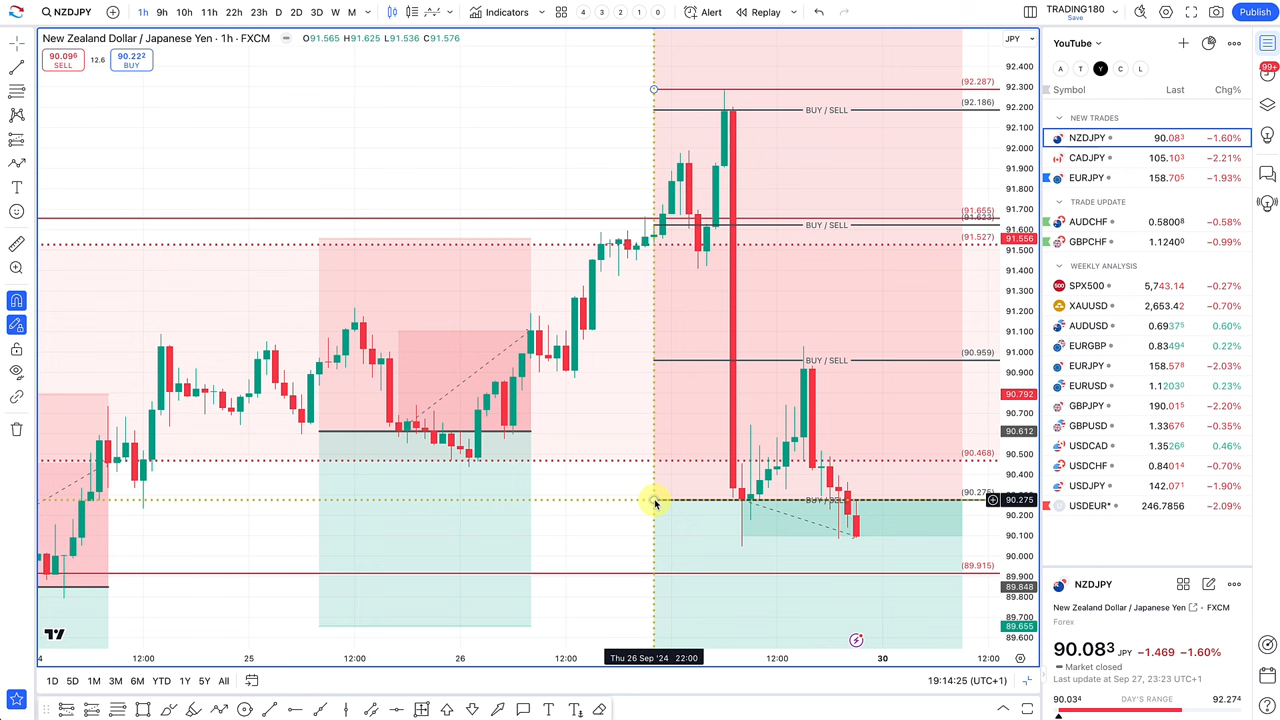 NZDJPY
1h 9h 10h 11h 22h 23h D 2D 3D W M
Indicators
4 3 2 1 0
Alert
Replay
TRADING180
Save
Publish
New Zealand Dollar / Japanese Yen · 1h · FXCM
O91.565 H91.625 L91.536 C91.576
90.096
SELL
12.6
90.222
BUY
JPY
92.400
92.300
92.200
92.100
92.000
91.900
91.800
91.700
91.600
91.556
91.500
91.400
91.300
91.200
91.100
91.000
90.900
90.792
90.700
90.612
90.500
90.400
90.275
90.200
90.100
90.000
89.900
89.848
89.800
89.700
89.655
89.600
(92.287)
(92.186)
BUY / SELL
(91.655)
(91.623)
BUY / SELL
(91.527)
(90.959)
BUY / SELL
(90.468)
(90.275)
BUY / SELL
(89.915)
4 12:00 25 12:00 26 12:00 Thu 26 Sep '24 22:00 12:00 30 12:00
1D 5D 1M 3M 6M YTD 1Y 5Y All
19:14:25 (UTC+1)
YouTube
A T Y C L
Symbol Last Chg%
NEW TRADES
NZDJPY 90.083 −1.60%
CADJPY 105.103 −2.21%
EURJPY 158.705 −1.93%
TRADE UPDATE
AUDCHF 0.58008 −0.58%
GBPCHF 1.12400 −0.99%
WEEKLY ANALYSIS
SPX500 5,743.14 −0.27%
XAUUSD 2,653.42 −0.70%
AUDUSD 0.69375 0.60%
EURGBP 0.83494 0.22%
EURJPY 158.578 −2.03%
EURUSD 1.12030 0.23%
GBPJPY 190.015 −2.20%
GBPUSD 1.33675 −0.35%
USDCAD 1.35266 0.46%
USDCHF 0.84014 −0.70%
USDJPY 142.071 −1.90%
USDEUR* 246.7856 −2.09%
99+
NZDJPY
New Zealand Dollar / Japanese Yen · FXCM
Forex
90.083 JPY −1.469 −1.60%
Market closed
Last update at Sep 27, 23:23 UTC+1
90.034 DAY'S RANGE 92.274